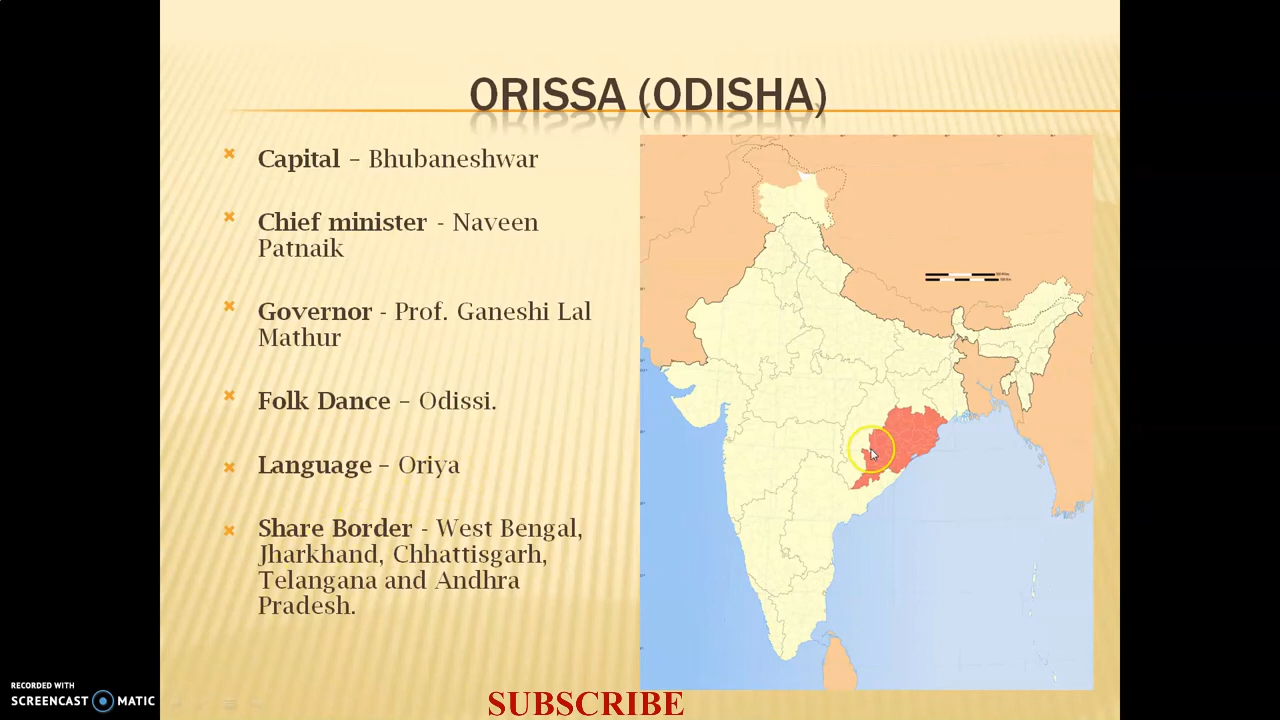 ORISSA (ODISHA)
Capital – Bhubaneshwar
Chief minister - Naveen
Patnaik
Governor - Prof. Ganeshi Lal
Mathur
Folk Dance – Odissi.
Language – Oriya
Share Border - West Bengal,
Jharkhand, Chhattisgarh,
Telangana and Andhra
Pradesh.
RECORDED WITH
SCREENCAST MATIC
SUBSCRIBE